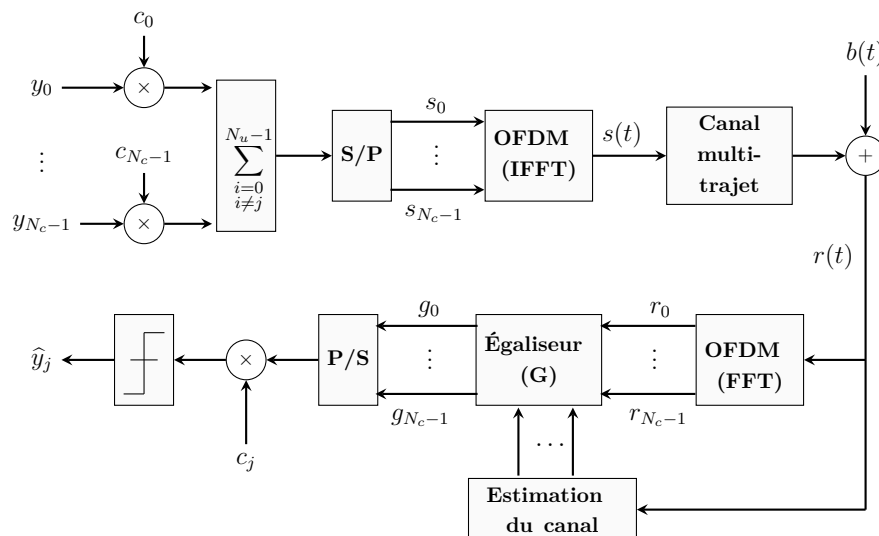 c_0
b(t)
y_0
×
N_u−1
∑
i=0
i≠j
S/P
s_0
⋮
s_{N_c−1}
OFDM
(IFFT)
s(t)
Canal
multi-
trajet
+
⋮
c_{N_c−1}
y_{N_c−1}
×
r(t)
ŷ_j
×
c_j
P/S
g_0
⋮
g_{N_c−1}
Égaliseur
(G)
r_0
⋮
r_{N_c−1}
OFDM
(FFT)
...
Estimation
du canal